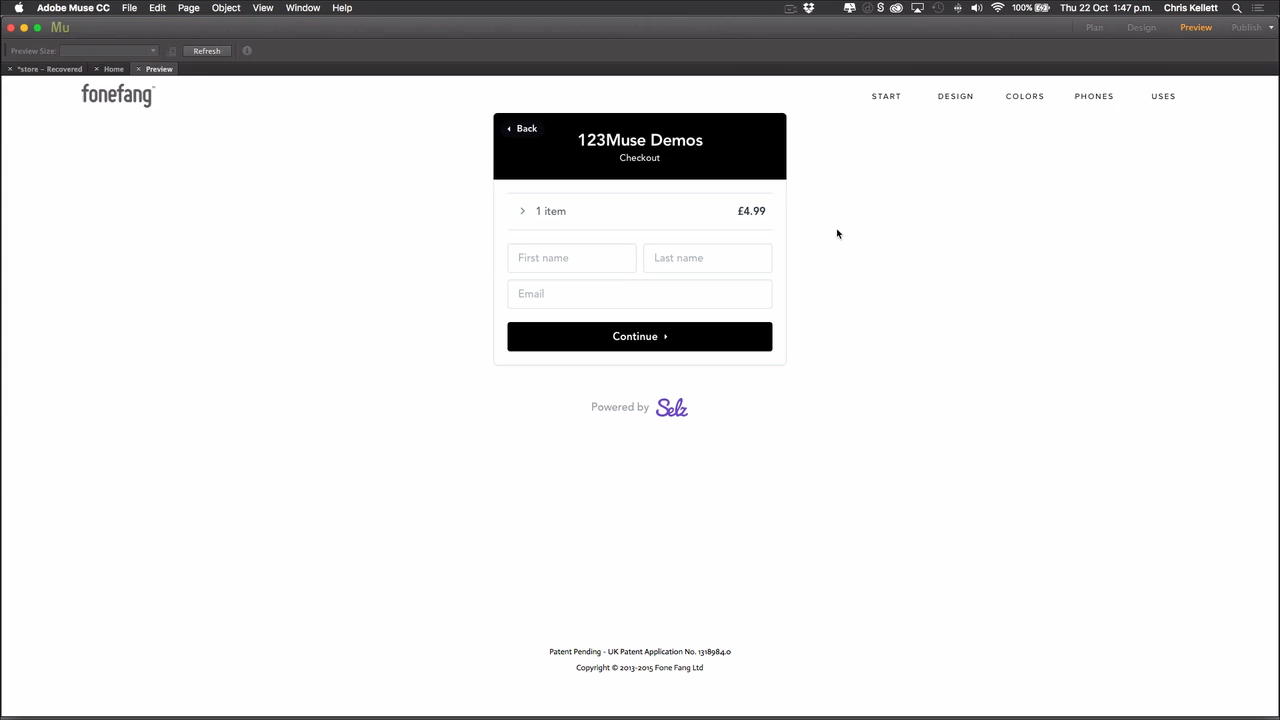 Adobe Muse CC File Edit Page Object View Window Help 100% Thu 22 Oct 1:47 p.m. Chris Kellett
Mu Plan Design Preview Publish
Preview Size: Refresh
*store – Recovered Home Preview
fonefang START DESIGN COLORS PHONES USES
Back
123Muse Demos
Checkout
1 item £4.99
First name Last name
Email
Continue
Powered by Selz
Patent Pending - UK Patent Application No. 1318984.0
Copyright © 2013-2015 Fone Fang Ltd